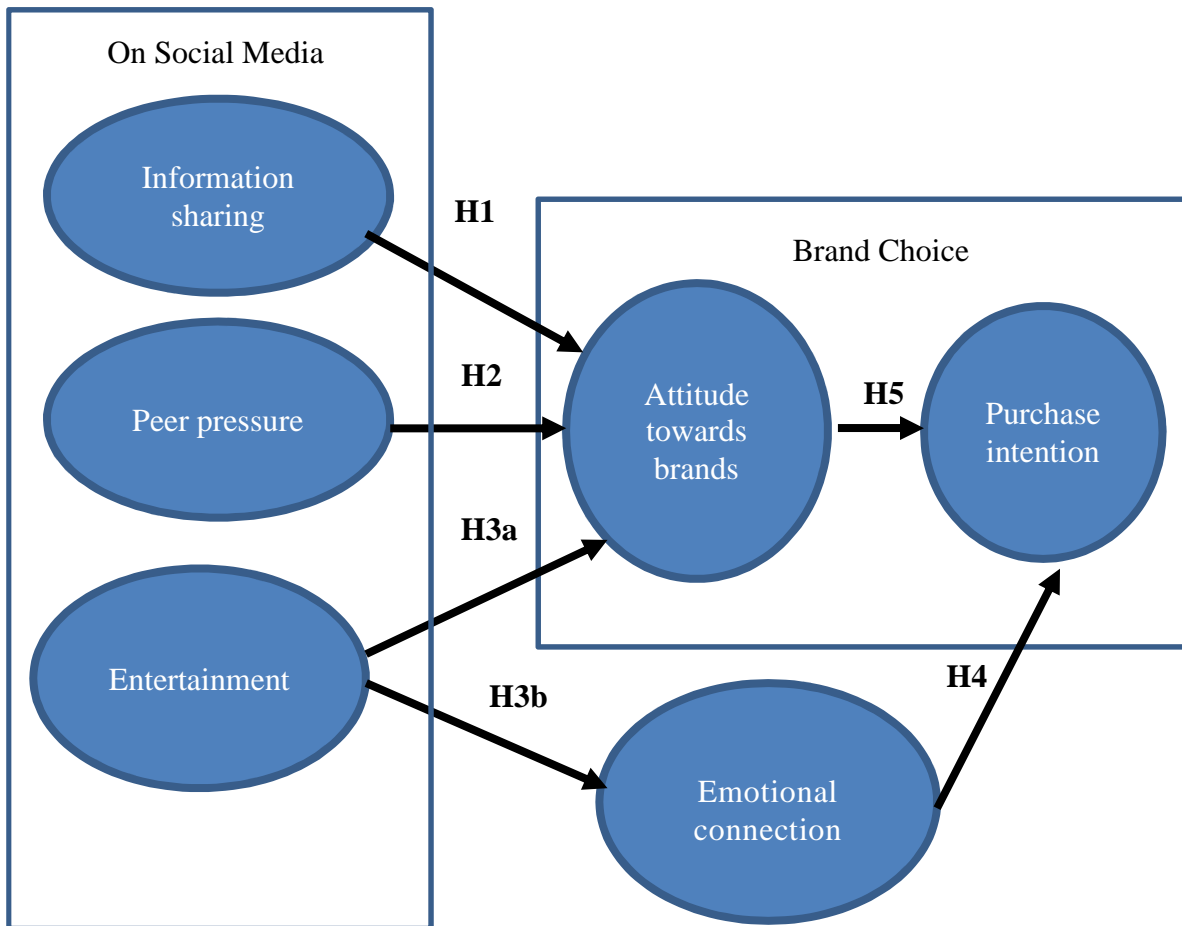 On Social Media
Information
sharing
H1
Brand Choice
Peer pressure
H2
Attitude
towards
brands
H5
Purchase
intention
H3a
Entertainment
H3b
H4
Emotional
connection